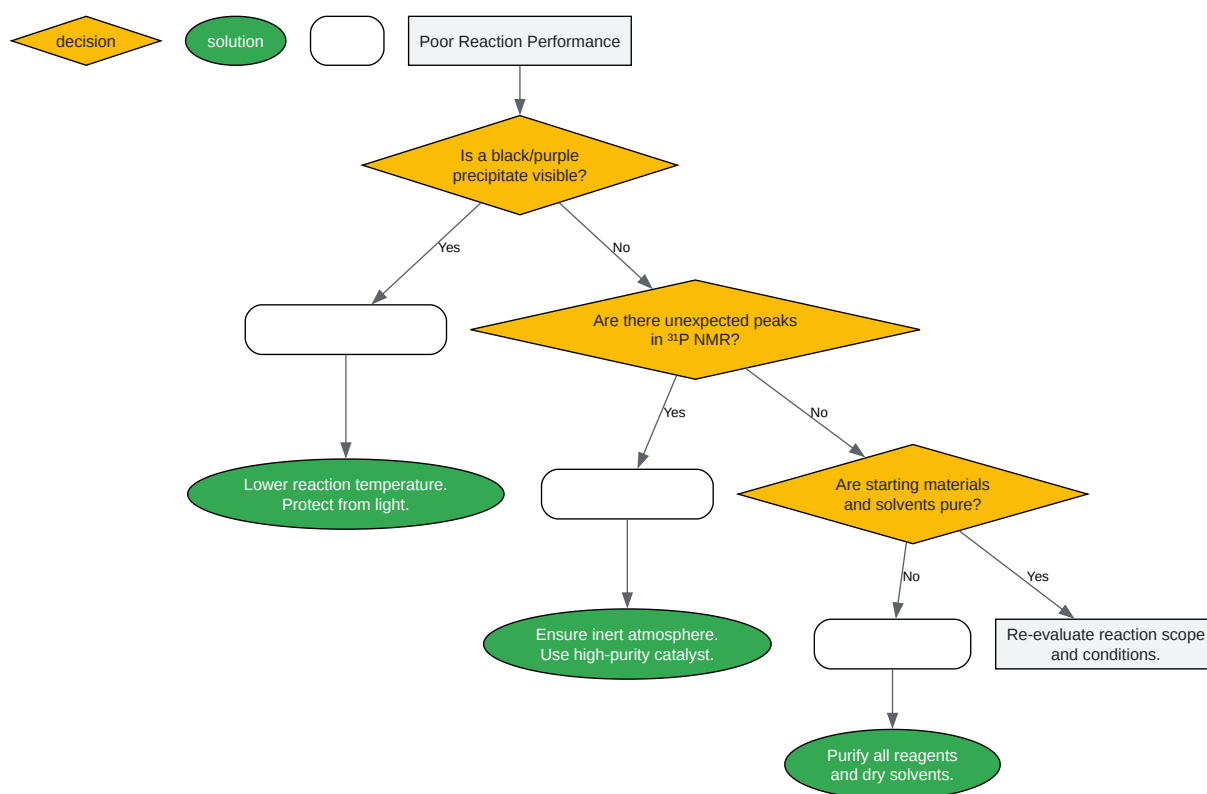 decision
solution
Poor Reaction Performance
Is a black/purple
precipitate visible?
Yes
No
Are there unexpected peaks
in ³¹P NMR?
Yes
No
Lower reaction temperature.
Protect from light.
Are starting materials
and solvents pure?
No
Yes
Ensure inert atmosphere.
Use high-purity catalyst.
Re-evaluate reaction scope
and conditions.
Purify all reagents
and dry solvents.